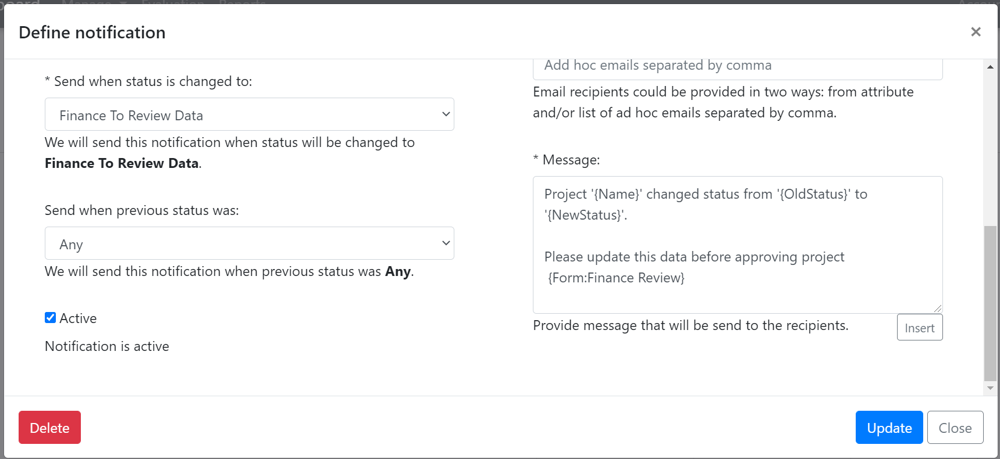 Define notification
×
* Send when status is changed to:
Finance To Review Data
We will send this notification when status will be changed to
Finance To Review Data.
Send when previous status was:
Any
We will send this notification when previous status was Any.
Active
Notification is active
Add hoc emails separated by comma
Email recipients could be provided in two ways: from attribute
and/or list of ad hoc emails separated by comma.
* Message:
Project '{Name}' changed status from '{OldStatus}' to
'{NewStatus}'.
Please update this data before approving project
{Form:Finance Review}
Provide message that will be send to the recipients.
Insert
Delete
Update
Close